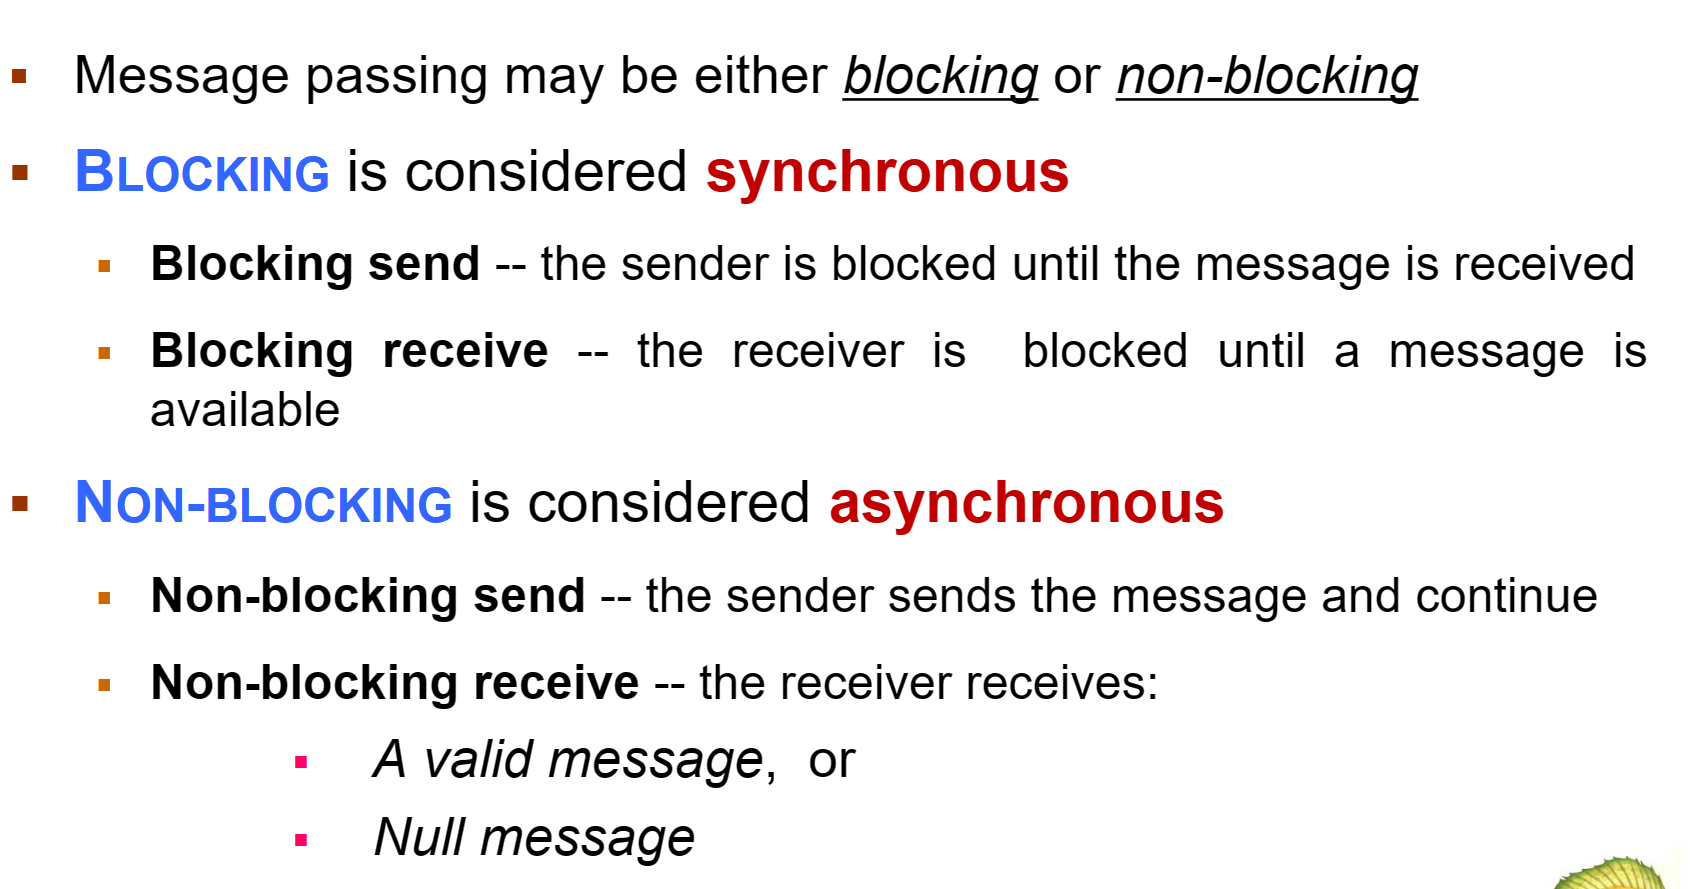 Message passing may be either blocking or non-blocking
BLOCKING is considered synchronous
Blocking send -- the sender is blocked until the message is received
Blocking receive -- the receiver is blocked until a message is
available
NON-BLOCKING is considered asynchronous
Non-blocking send -- the sender sends the message and continue
Non-blocking receive -- the receiver receives:
A valid message, or
Null message